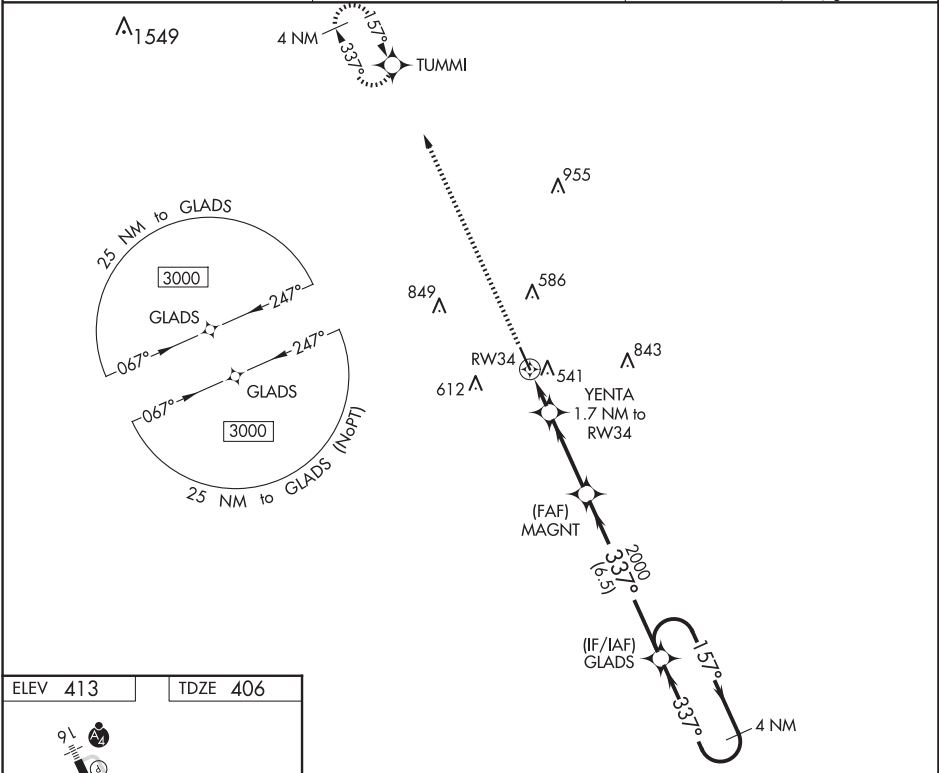 1549
4 NM
157°
337°
TUMMI
955
25 NM to GLADS
3000
GLADS
247°
067°
849
586
247°
067°
GLADS
3000
25 NM to GLADS (NoPT)
RW34
541
843
612
YENTA
1.7 NM to
RW34
(FAF)
MAGNT
2000
337°
(6.5)
(IF/IAF)
GLADS
157°
337°
4 NM
ELEV 413
TDZE 406
16
A4
P